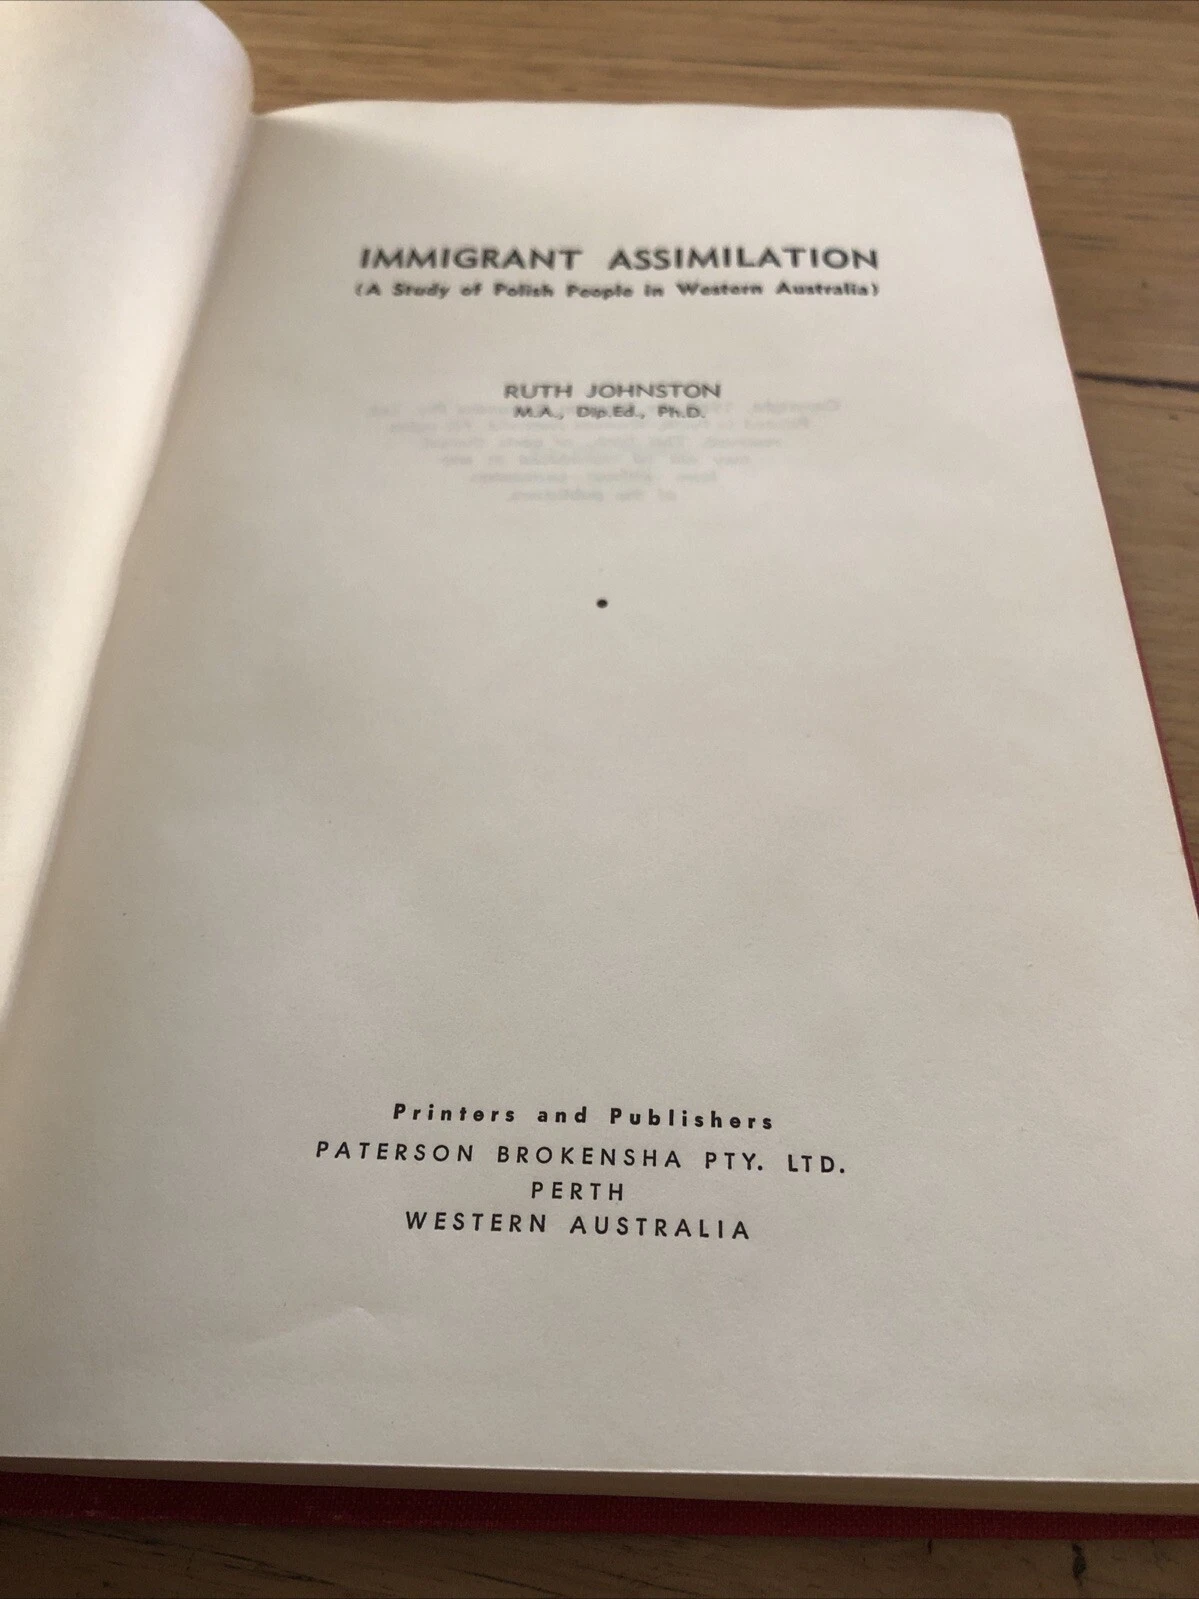 IMMIGRANT ASSIMILATION
(A Study of Polish People in Western Australia)
RUTH JOHNSTON
M.A., Dip.Ed., Ph.D.
Printers and Publishers
PATERSON BROKENSHA PTY. LTD.
PERTH
WESTERN AUSTRALIA